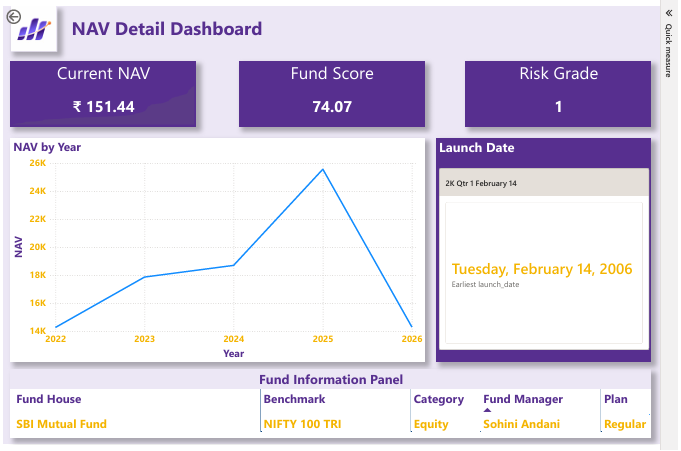 NAV Detail Dashboard
Quick measure
Current NAV
₹ 151.44
Fund Score
74.07
Risk Grade
1
NAV by Year
26K
24K
22K
20K
18K
16K
14K
NAV
2022 2023 2024 2025 2026
Year
Launch Date
2K Qtr 1 February 14
Tuesday, February 14, 2006
Earliest launch_date
Fund Information Panel
Fund House Benchmark Category Fund Manager Plan
SBI Mutual Fund NIFTY 100 TRI Equity Sohini Andani Regular